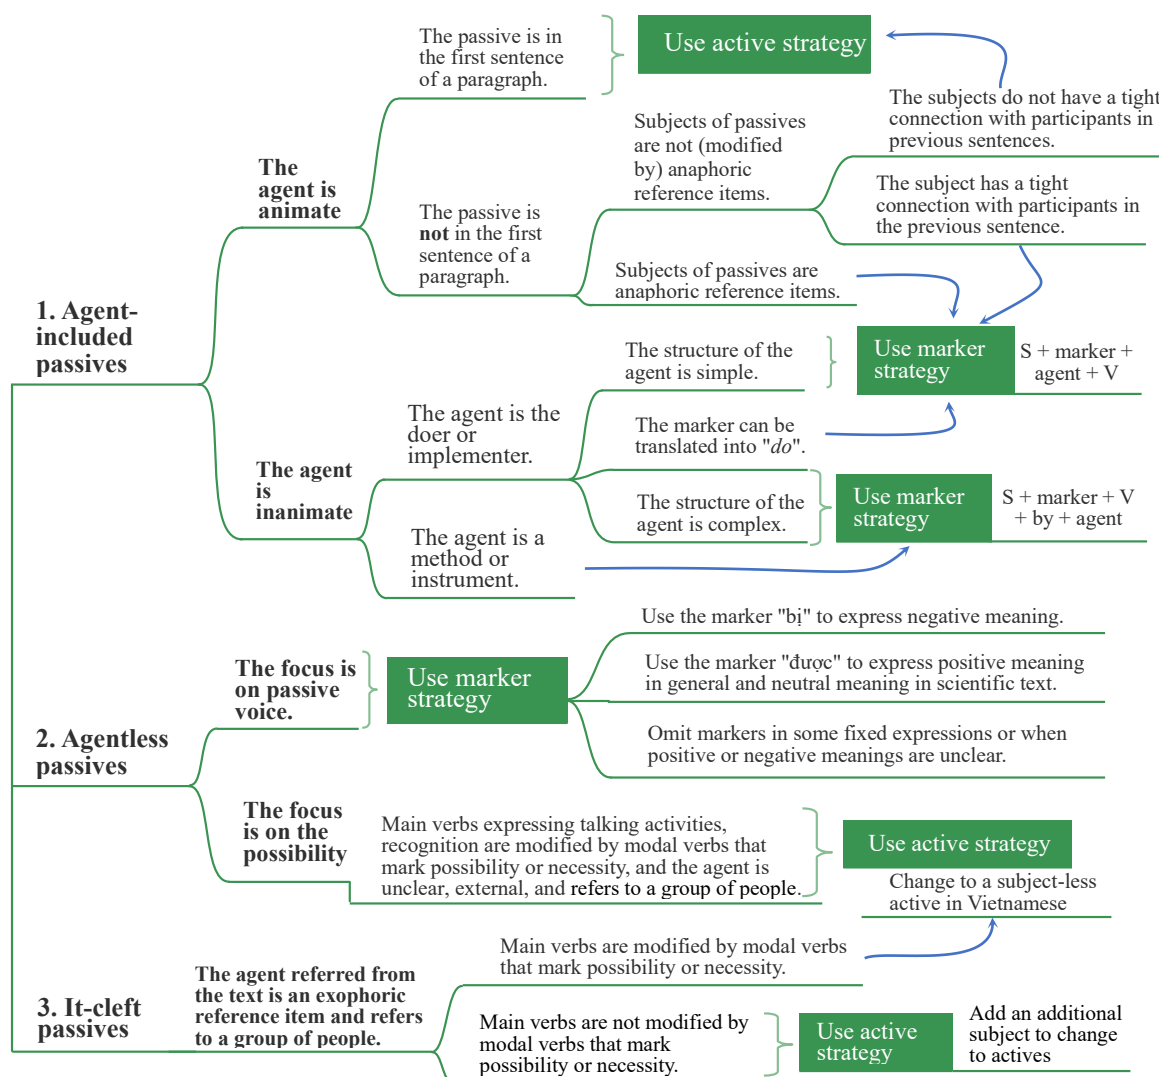 The passive is in
the first sentence
of a paragraph.
Use active strategy
The subjects do not have a tight
connection with participants in
previous sentences.
Subjects of passives
are not (modified
by) anaphoric
reference items.
The
agent is
animate
The subject has a tight
connection with participants in
the previous sentence.
The passive is
not in the first
sentence of a
paragraph.
Subjects of passives are
anaphoric reference items.
1. Agent-
included
passives
The structure of the
agent is simple.
Use marker
strategy
S + marker +
agent + V
The agent is the
doer or
implementer.
The marker can be
translated into "do".
The agent
is
inanimate
The structure of the
agent is complex.
Use marker
strategy
S + marker + V
+ by + agent
The agent is a
method or
instrument.
Use the marker "bị" to express negative meaning.
The focus is
on passive
voice.
Use marker
strategy
Use the marker "được" to express positive meaning
in general and neutral meaning in scientific text.
Omit markers in some fixed expressions or when
positive or negative meanings are unclear.
2. Agentless
passives
The focus
is on the
possibility
Main verbs expressing talking activities,
recognition are modified by modal verbs that
mark possibility or necessity, and the agent is
unclear, external, and refers to a group of people.
Use active strategy
Change to a subject-less
active in Vietnamese
Main verbs are modified by modal verbs
that mark possibility or necessity.
3. It-cleft
passives
The agent referred from
the text is an exophoric
reference item and refers
to a group of people.
Main verbs are not modified by
modal verbs that mark
possibility or necessity.
Use active
strategy
Add an additional
subject to change
to actives